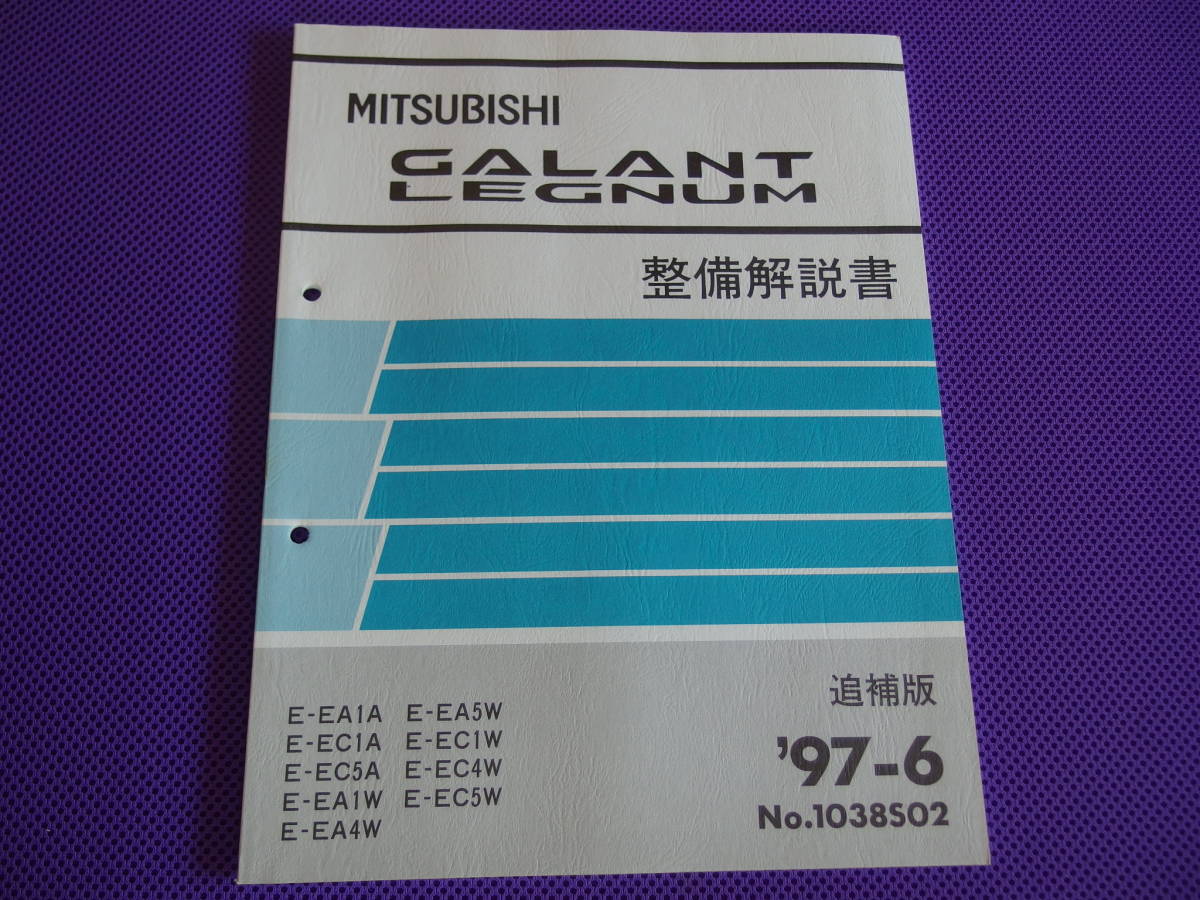 MITSUBISHI
GALANT
LEGNUM
整備解説書
E-EA1A E-EA5W
E-EC1A E-EC1W
E-EC5A E-EC4W
E-EA1W E-EC5W
E-EA4W
追補版
'97-6
No.1038S02